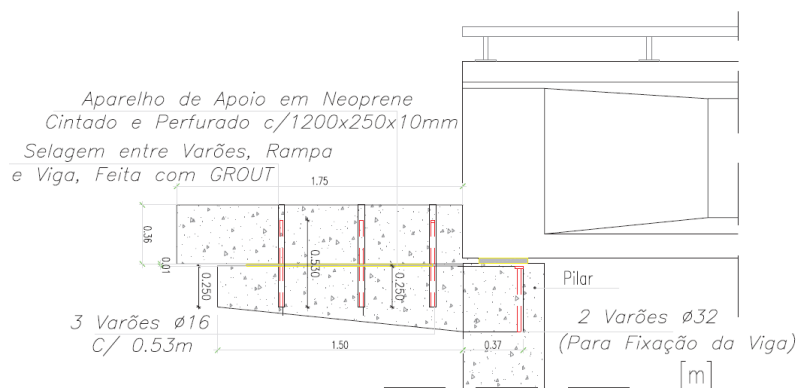 Aparelho de Apoio em Neoprene
Cintado e Perfurado c/1200x250x10mm
Selagem entre Varões, Rampa
e Viga, Feita com GROUT
1.75
0.36
0.01
0.250
0.530
0.250
Pilar
3 Varões Ø16
C/ 0.53m
1.50
0.37
2 Varões Ø32
(Para Fixação da Viga)
[m]